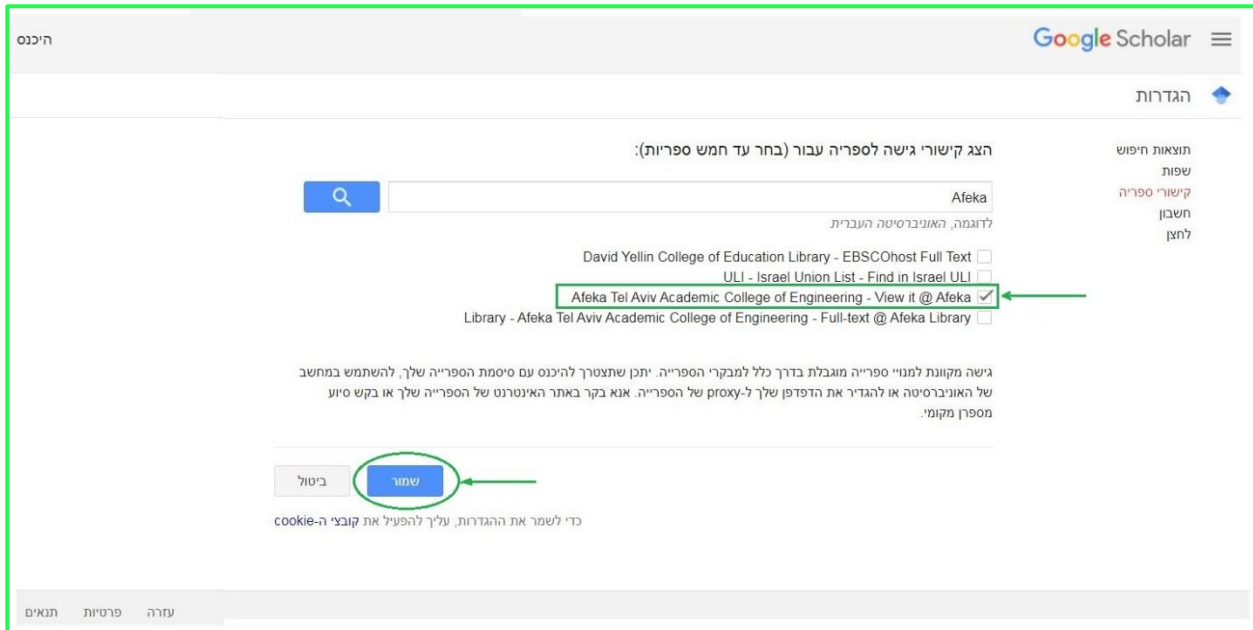 Google Scholar
היכנס
הגדרות
תוצאות חיפוש
שפות
קישורי ספריה
חשבון
לחצן
הצג קישורי גישה לספריה עבור (בחר עד חמש ספריות):
Afeka
לדוגמה, האוניברסיטה העברית
David Yellin College of Education Library - EBSCOhost Full Text
ULI - Israel Union List - Find in Israel ULI
Afeka Tel Aviv Academic College of Engineering - View it @ Afeka
Library - Afeka Tel Aviv Academic College of Engineering - Full-text @ Afeka Library
גישה מקוונת למנויי ספרייה מוגבלת בדרך כלל למבקרי הספרייה. יתכן שתצטרך להיכנס עם סיסמת הספרייה שלך, להשתמש במחשב
של האוניברסיטה או להגדיר את הדפדפן שלך ל-proxy של הספרייה. אנא בקר באתר האינטרנט של הספרייה שלך או בקש סיוע
מספרן מקומי.
שמור
ביטול
כדי לשמר את ההגדרות, עליך להפעיל את קובצי ה-cookie
עזרה
פרטיות
תנאים